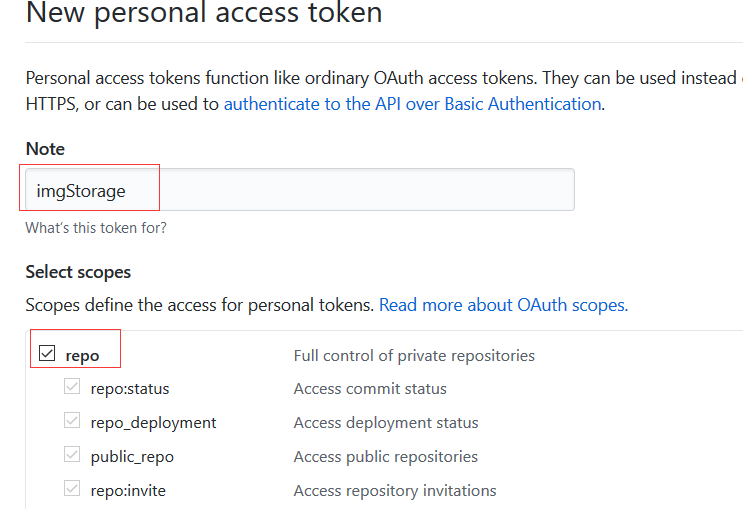 New personal access token
Personal access tokens function like ordinary OAuth access tokens. They can be used instead
HTTPS, or can be used to authenticate to the API over Basic Authentication.
Note
imgStorage
What's this token for?
Select scopes
Scopes define the access for personal tokens. Read more about OAuth scopes.
repo Full control of private repositories
repo:status Access commit status
repo_deployment Access deployment status
public_repo Access public repositories
repo:invite Access repository invitations